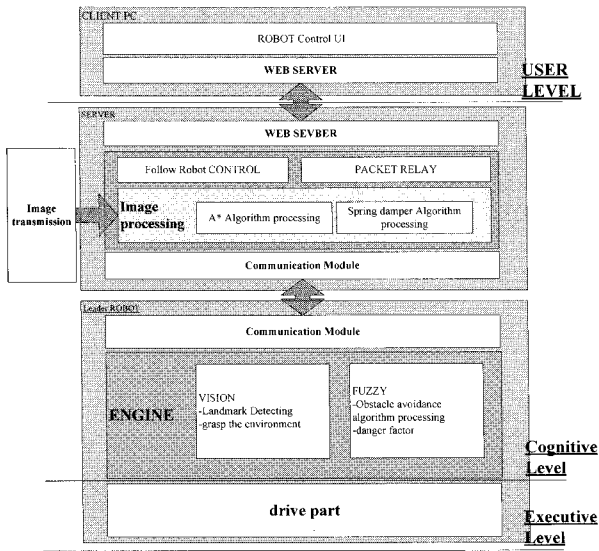 CLIENT PC
ROBOT Control UI
WEB SERVER
USER
LEVEL
SERVER
WEB SEVBER
Follow Robot CONTROL
PACKET RELAY
Image
transmission
Image
processing
A* Algorithm processing
Spring damper Algorithm
processing
Communication Module
Leader ROBOT
Communication Module
ENGINE
VISION
-Landmark Detecting
-grasp the environment
FUZZY
-Obstacle avoidance
algorithm processing
-danger factor
Cognitive
Level
drive part
Executive
Level